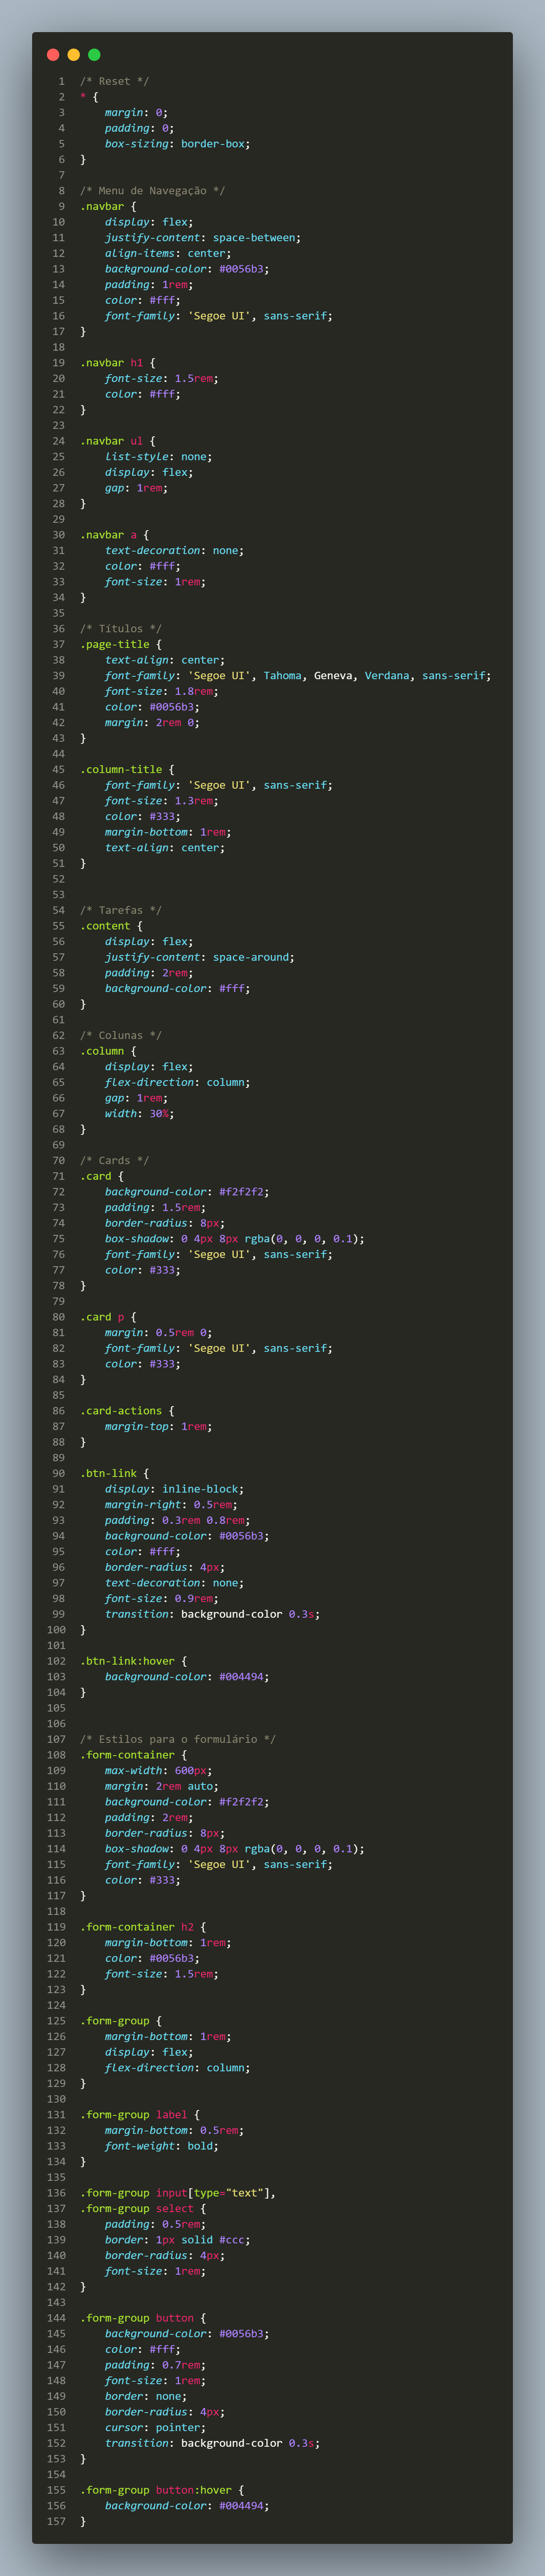 1 /* Reset */
2 * {
3     margin: 0;
4     padding: 0;
5     box-sizing: border-box;
6 }
7
8 /* Menu de Navegação */
9 .navbar {
10     display: flex;
11     justify-content: space-between;
12     align-items: center;
13     background-color: #0056b3;
14     padding: 1rem;
15     color: #fff;
16     font-family: 'Segoe UI', sans-serif;
17 }
18
19 .navbar h1 {
20     font-size: 1.5rem;
21     color: #fff;
22 }
23
24 .navbar ul {
25     list-style: none;
26     display: flex;
27     gap: 1rem;
28 }
29
30 .navbar a {
31     text-decoration: none;
32     color: #fff;
33     font-size: 1rem;
34 }
35
36 /* Títulos */
37 .page-title {
38     text-align: center;
39     font-family: 'Segoe UI', Tahoma, Geneva, Verdana, sans-serif;
40     font-size: 1.8rem;
41     color: #0056b3;
42     margin: 2rem 0;
43 }
44
45 .column-title {
46     font-family: 'Segoe UI', sans-serif;
47     font-size: 1.3rem;
48     color: #333;
49     margin-bottom: 1rem;
50     text-align: center;
51 }
52
53
54 /* Tarefas */
55 .content {
56     display: flex;
57     justify-content: space-around;
58     padding: 2rem;
59     background-color: #fff;
60 }
61
62 /* Colunas */
63 .column {
64     display: flex;
65     flex-direction: column;
66     gap: 1rem;
67     width: 30%;
68 }
69
70 /* Cards */
71 .card {
72     background-color: #f2f2f2;
73     padding: 1.5rem;
74     border-radius: 8px;
75     box-shadow: 0 4px 8px rgba(0, 0, 0, 0.1);
76     font-family: 'Segoe UI', sans-serif;
77     color: #333;
78 }
79
80 .card p {
81     margin: 0.5rem 0;
82     font-family: 'Segoe UI', sans-serif;
83     color: #333;
84 }
85
86 .card-actions {
87     margin-top: 1rem;
88 }
89
90 .btn-link {
91     display: inline-block;
92     margin-right: 0.5rem;
93     padding: 0.3rem 0.8rem;
94     background-color: #0056b3;
95     color: #fff;
96     border-radius: 4px;
97     text-decoration: none;
98     font-size: 0.9rem;
99     transition: background-color 0.3s;
100 }
101
102 .btn-link:hover {
103     background-color: #004494;
104 }
105
106
107 /* Estilos para o formulário */
108 .form-container {
109     max-width: 600px;
110     margin: 2rem auto;
111     background-color: #f2f2f2;
112     padding: 2rem;
113     border-radius: 8px;
114     box-shadow: 0 4px 8px rgba(0, 0, 0, 0.1);
115     font-family: 'Segoe UI', sans-serif;
116     color: #333;
117 }
118
119 .form-container h2 {
120     margin-bottom: 1rem;
121     color: #0056b3;
122     font-size: 1.5rem;
123 }
124
125 .form-group {
126     margin-bottom: 1rem;
127     display: flex;
128     flex-direction: column;
129 }
130
131 .form-group label {
132     margin-bottom: 0.5rem;
133     font-weight: bold;
134 }
135
136 .form-group input[type="text"],
137 .form-group select {
138     padding: 0.5rem;
139     border: 1px solid #ccc;
140     border-radius: 4px;
141     font-size: 1rem;
142 }
143
144 .form-group button {
145     background-color: #0056b3;
146     color: #fff;
147     padding: 0.7rem;
148     font-size: 1rem;
149     border: none;
150     border-radius: 4px;
151     cursor: pointer;
152     transition: background-color 0.3s;
153 }
154
155 .form-group button:hover {
156     background-color: #004494;
157 }